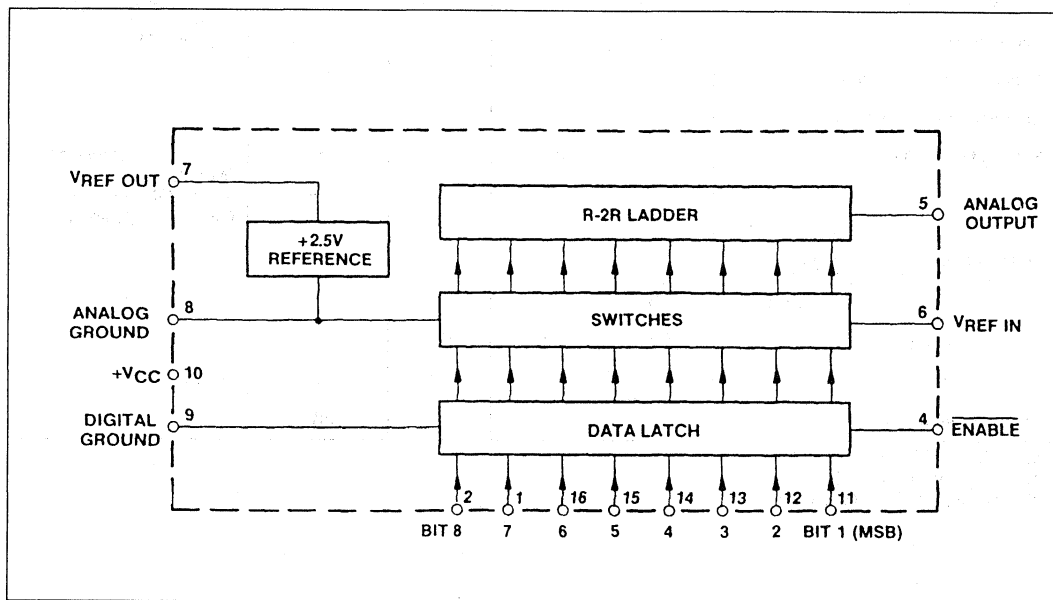 7
VREF OUT
+2.5V
REFERENCE
R-2R LADDER
5
ANALOG
OUTPUT
8
ANALOG
GROUND
SWITCHES
6
VREF IN
+VCC
10
9
DIGITAL
GROUND
DATA LATCH
4
ENABLE
2 1 16 15 14 13 12 11
BIT 8 7 6 5 4 3 2 BIT 1 (MSB)